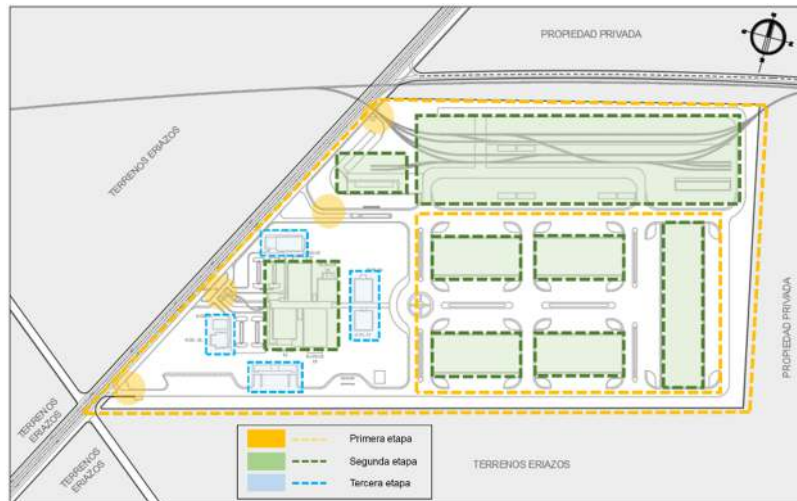 PROPIEDAD PRIVADA
TERRENOS ERIAZOS
PROPIEDAD PRIVADA
TERRENOS
ERIAZOS
TERRENOS
ERIAZOS
TERRENOS ERIAZOS
Primera etapa
Segunda etapa
Tercera etapa